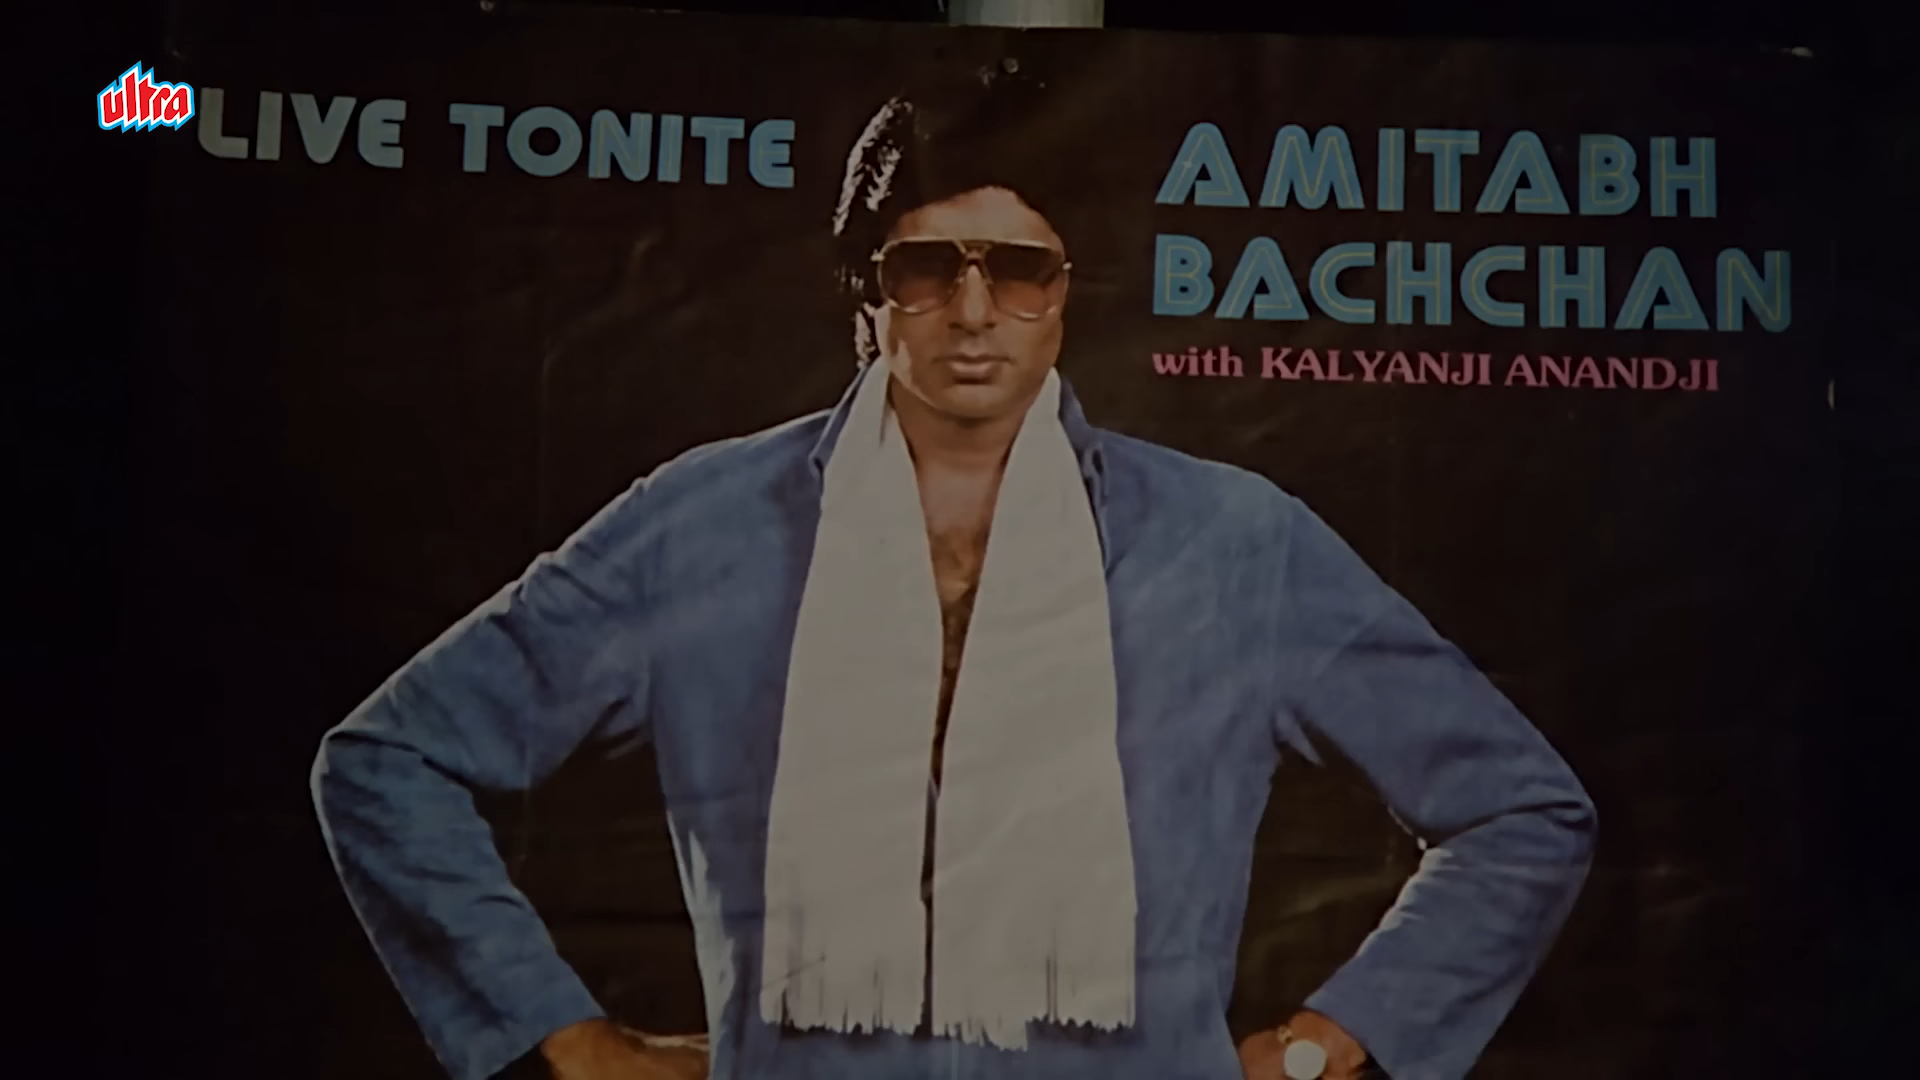 ultra
LIVE TONITE
AMITABH
BACHCHAN
with KALYANJI ANANDJI